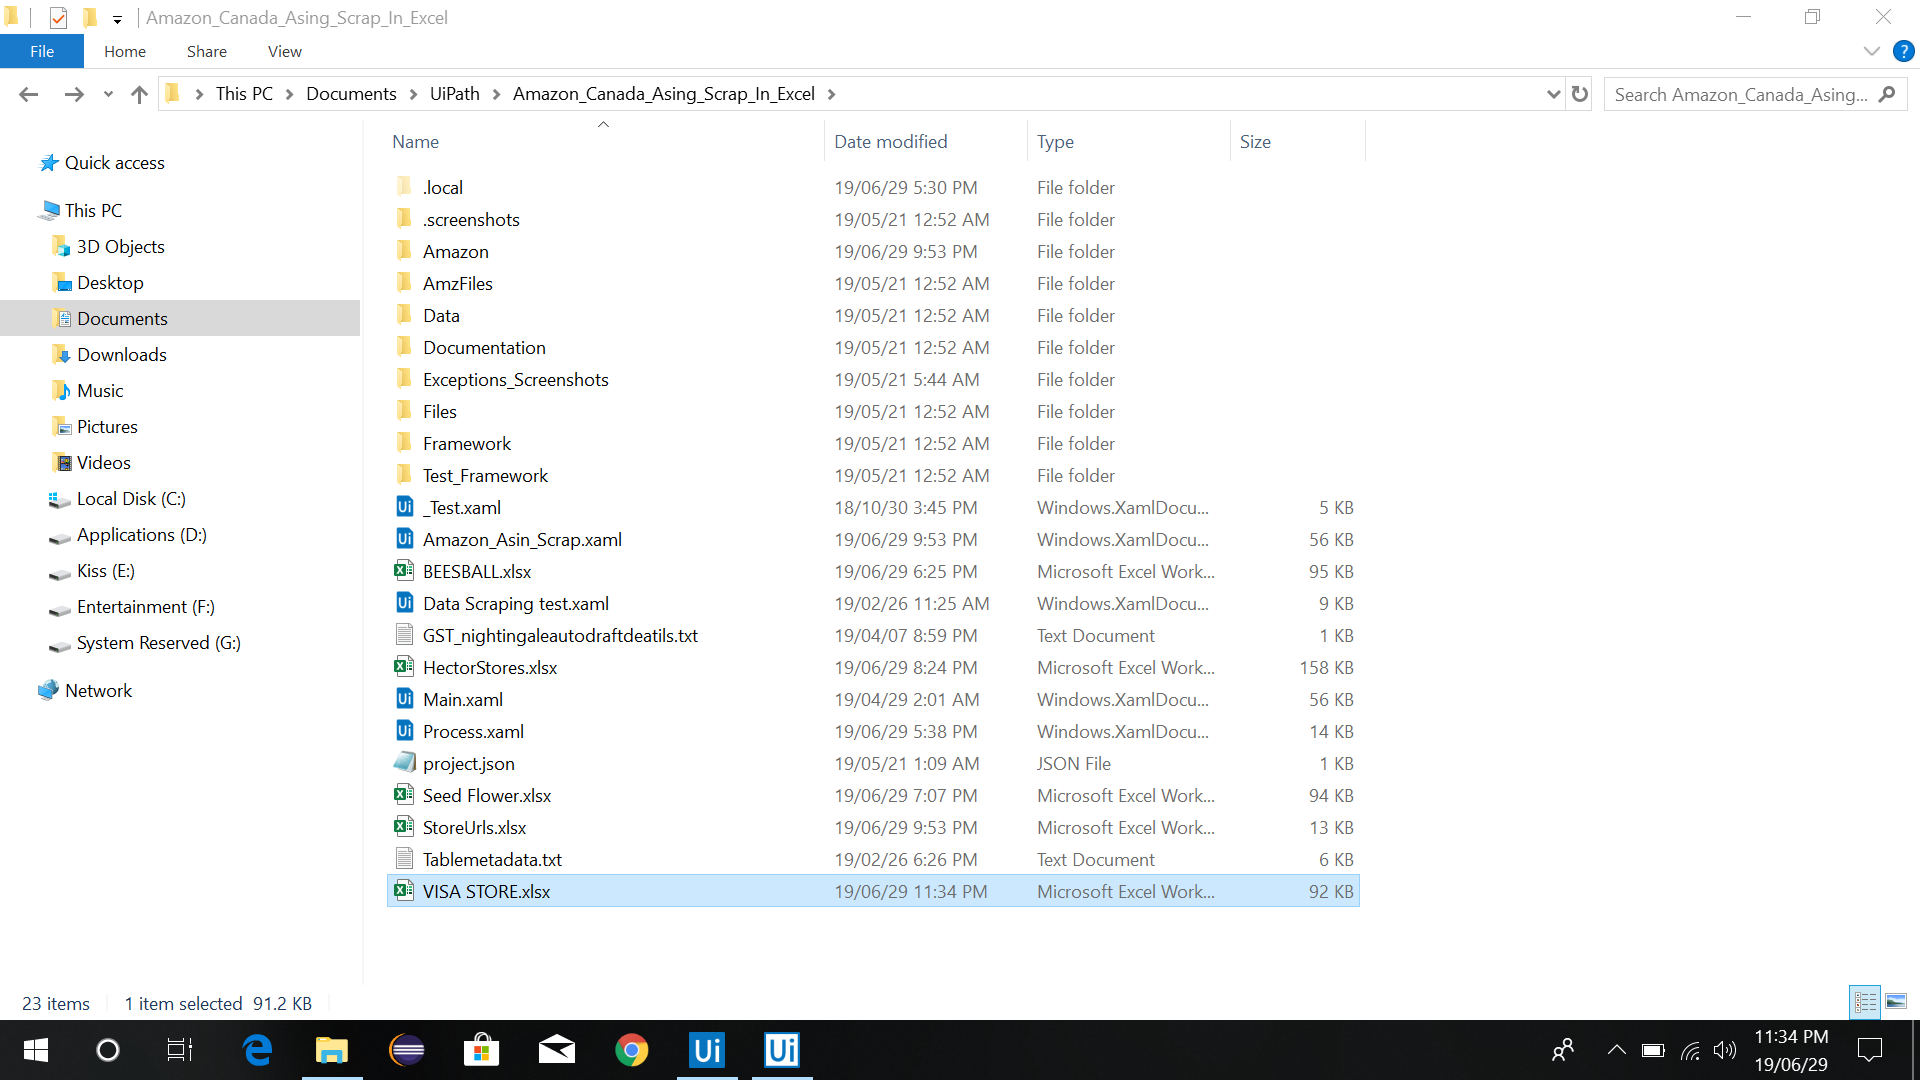 Amazon_Canada_Asing_Scrap_In_Excel
File Home Share View
This PC Documents UiPath Amazon_Canada_Asing_Scrap_In_Excel
Search Amazon_Canada_Asing...
Quick access
This PC
3D Objects
Desktop
Documents
Downloads
Music
Pictures
Videos
Local Disk (C:)
Applications (D:)
Kiss (E:)
Entertainment (F:)
System Reserved (G:)
Network
Name Date modified Type Size
.local 19/06/29 5:30 PM File folder
.screenshots 19/05/21 12:52 AM File folder
Amazon 19/06/29 9:53 PM File folder
AmzFiles 19/05/21 12:52 AM File folder
Data 19/05/21 12:52 AM File folder
Documentation 19/05/21 12:52 AM File folder
Exceptions_Screenshots 19/05/21 5:44 AM File folder
Files 19/05/21 12:52 AM File folder
Framework 19/05/21 12:52 AM File folder
Test_Framework 19/05/21 12:52 AM File folder
_Test.xaml 18/10/30 3:45 PM Windows.XamlDocu... 5 KB
Amazon_Asin_Scrap.xaml 19/06/29 9:53 PM Windows.XamlDocu... 56 KB
BEESBALL.xlsx 19/06/29 6:25 PM Microsoft Excel Work... 95 KB
Data Scraping test.xaml 19/02/26 11:25 AM Windows.XamlDocu... 9 KB
GST_nightingaleautodraftdeatils.txt 19/04/07 8:59 PM Text Document 1 KB
HectorStores.xlsx 19/06/29 8:24 PM Microsoft Excel Work... 158 KB
Main.xaml 19/04/29 2:01 AM Windows.XamlDocu... 56 KB
Process.xaml 19/06/29 5:38 PM Windows.XamlDocu... 14 KB
project.json 19/05/21 1:09 AM JSON File 1 KB
Seed Flower.xlsx 19/06/29 7:07 PM Microsoft Excel Work... 94 KB
StoreUrls.xlsx 19/06/29 9:53 PM Microsoft Excel Work... 13 KB
Tablemetadata.txt 19/02/26 6:26 PM Text Document 6 KB
VISA STORE.xlsx 19/06/29 11:34 PM Microsoft Excel Work... 92 KB
23 items 1 item selected 91.2 KB
Ui Ui
11:34 PM
19/06/29